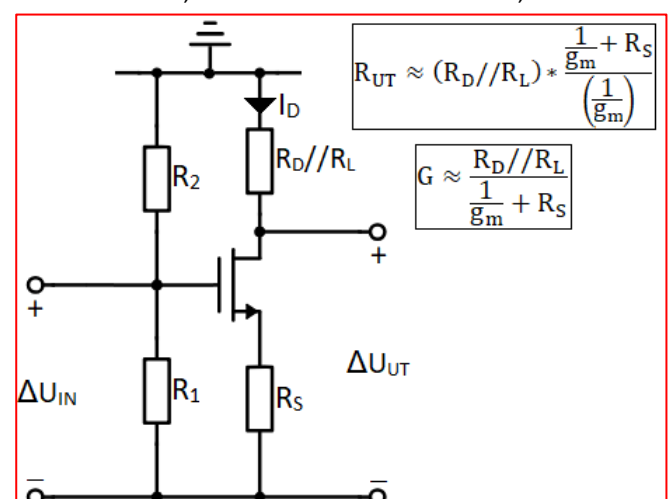 R_UT ≈ (R_D//R_L) * (1/g_m + R_S)/(1/g_m)
I_D
R_2
R_D//R_L
G ≈ (R_D//R_L)/(1/g_m + R_S)
+
+
ΔU_UT
ΔU_IN
R_1
R_S
−
−